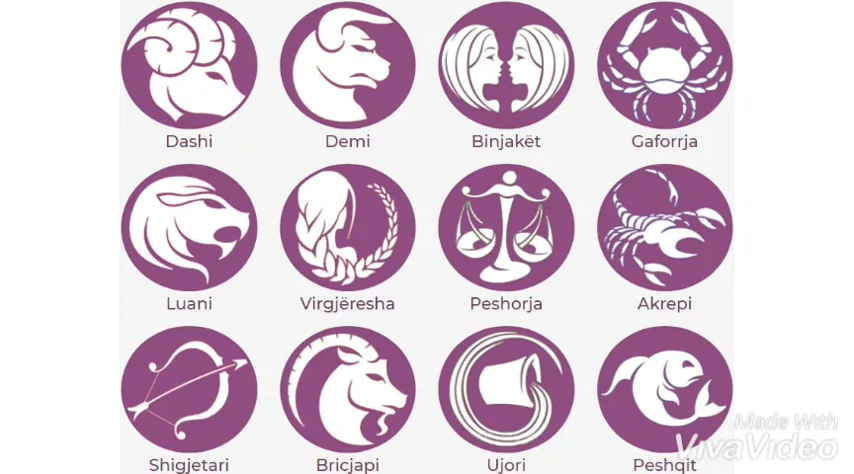 Dashi
Demi
Binjakët
Gaforrja
Luani
Virgjëresha
Peshorja
Akrepi
Shigjetari
Bricjapi
Ujori
Peshqit
Made With
VivaVideo